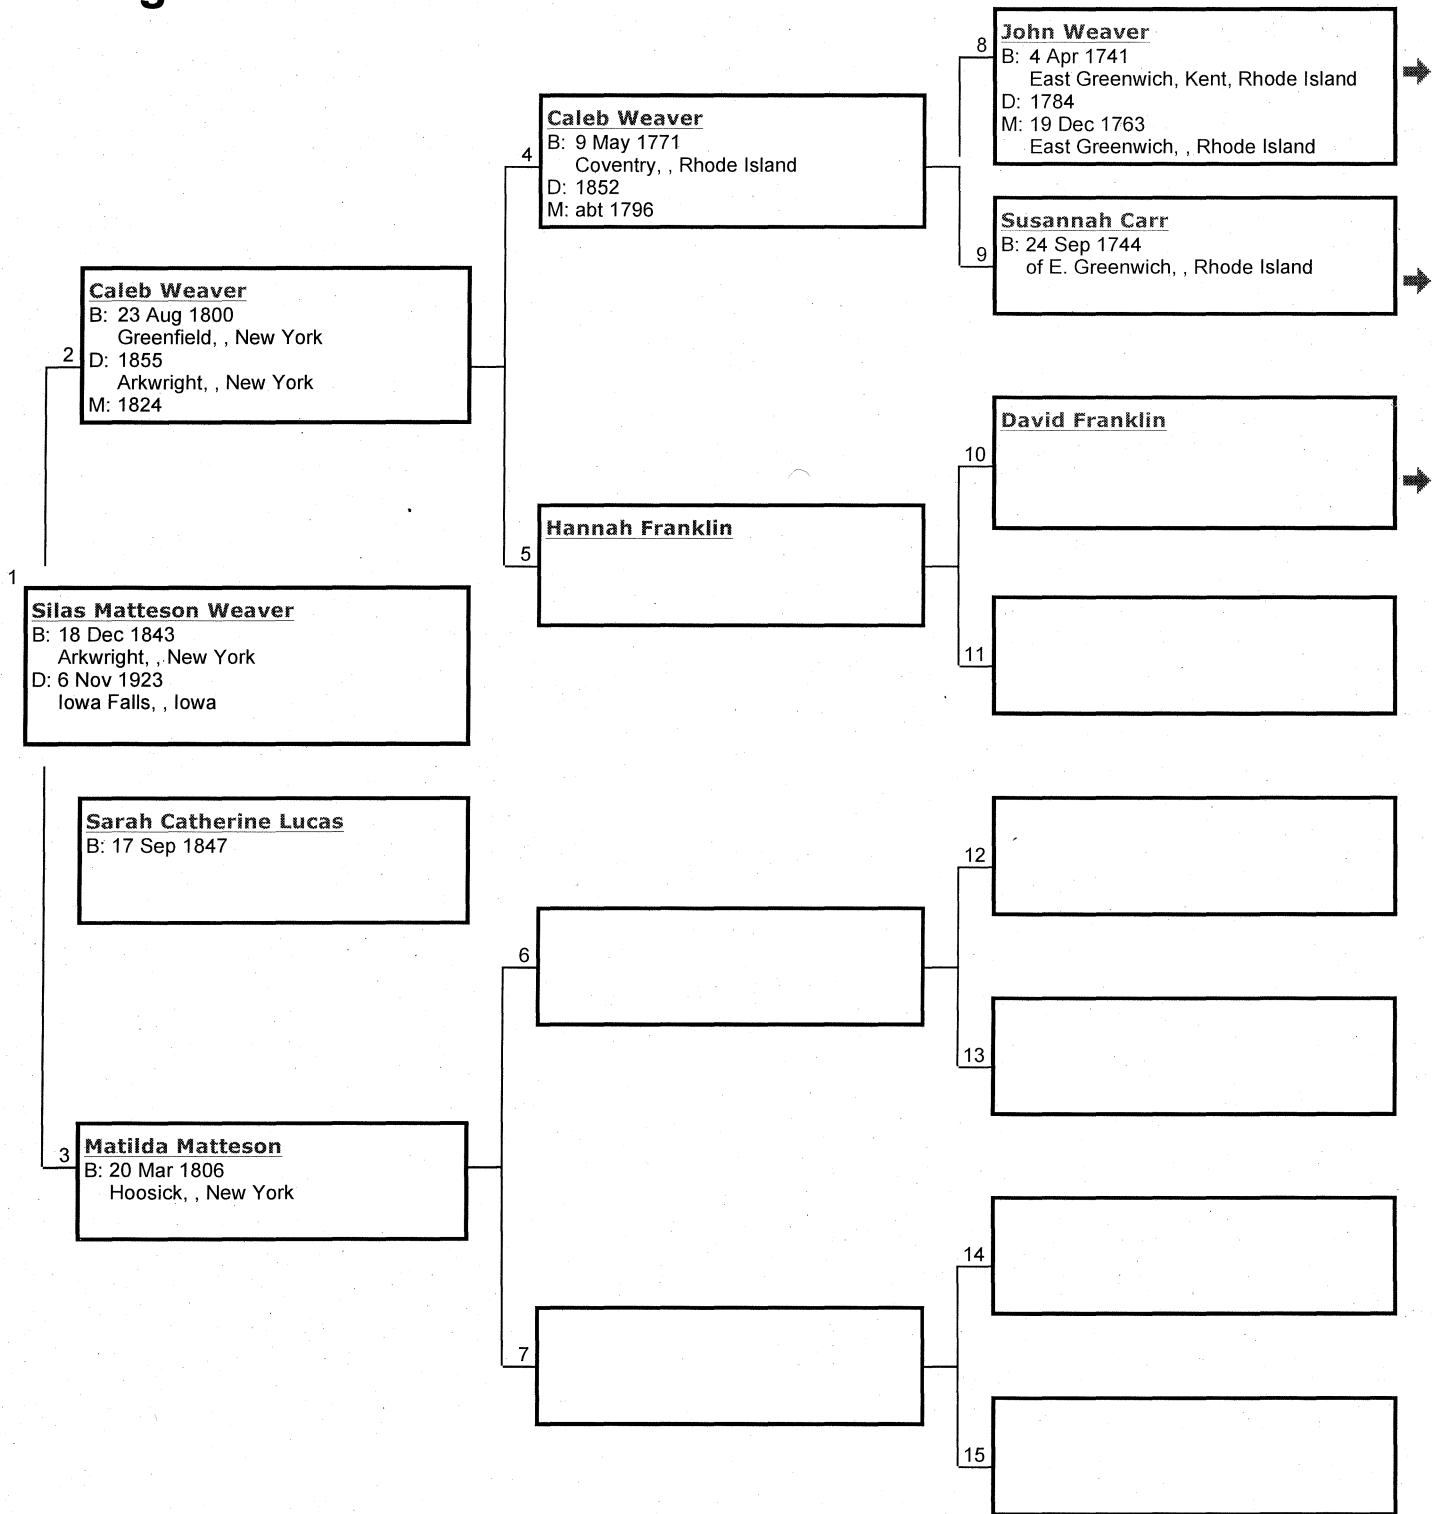 1
Silas Matteson Weaver
B: 18 Dec 1843
Arkwright, , New York
D: 6 Nov 1923
Iowa Falls, , Iowa
Sarah Catherine Lucas
B: 17 Sep 1847
2
Caleb Weaver
B: 23 Aug 1800
Greenfield, , New York
D: 1855
Arkwright, , New York
M: 1824
3
Matilda Matteson
B: 20 Mar 1806
Hoosick, , New York
4
Caleb Weaver
B: 9 May 1771
Coventry, , Rhode Island
D: 1852
M: abt 1796
5
Hannah Franklin
6
7
8
John Weaver
B: 4 Apr 1741
East Greenwich, Kent, Rhode Island
D: 1784
M: 19 Dec 1763
East Greenwich, , Rhode Island
9
Susannah Carr
B: 24 Sep 1744
of E. Greenwich, , Rhode Island
10
David Franklin
11
12
13
14
15